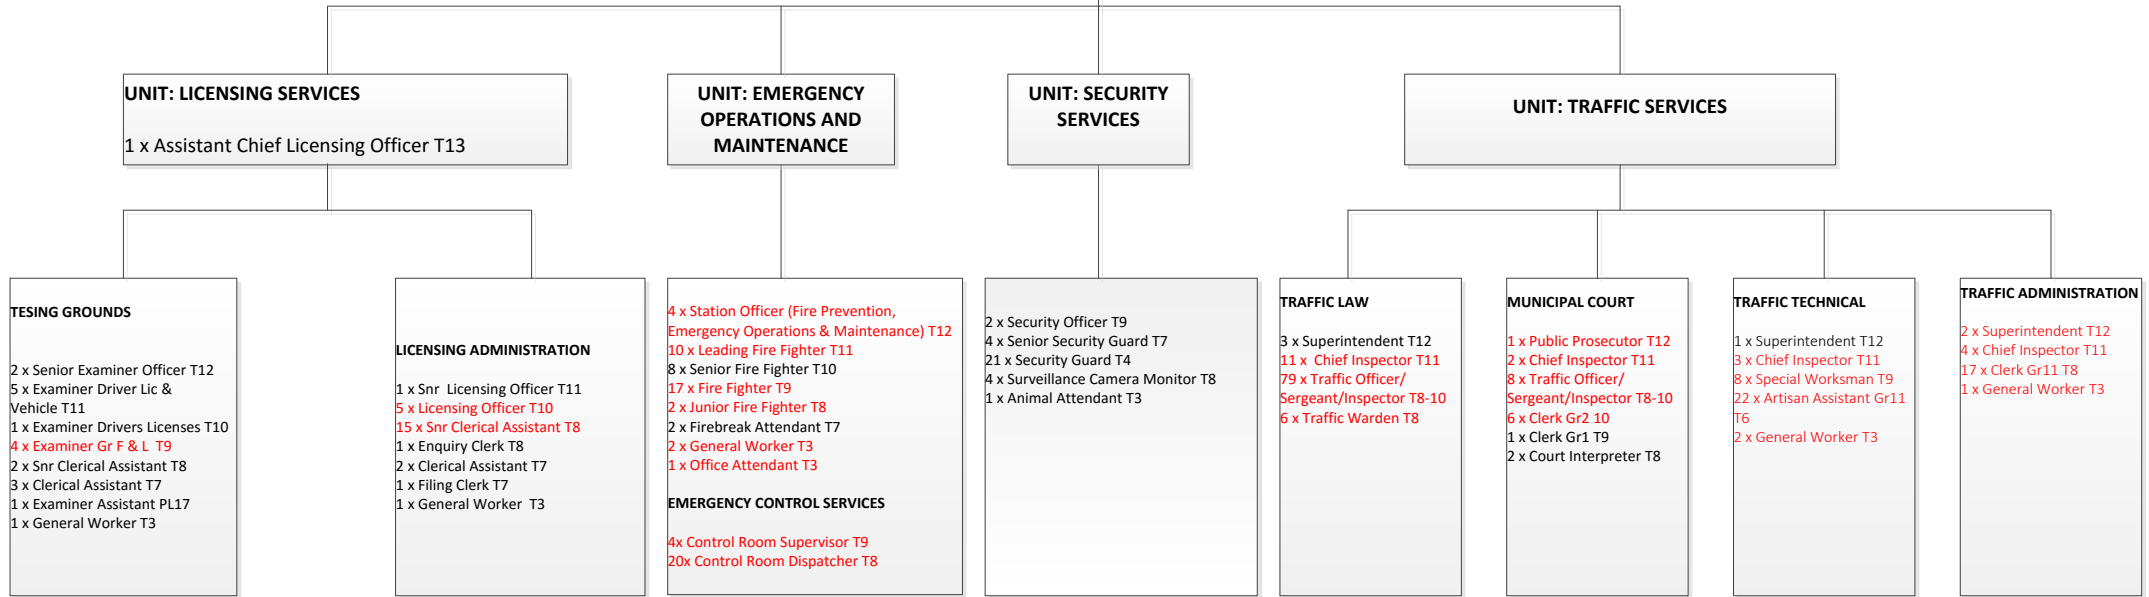 UNIT: LICENSING SERVICES
1 x Assistant Chief Licensing Officer T13
UNIT: EMERGENCY
OPERATIONS AND
MAINTENANCE
UNIT: SECURITY
SERVICES
UNIT: TRAFFIC SERVICES
TESING GROUNDS
2 x Senior Examiner Officer T12
5 x Examiner Driver Lic &
Vehicle T11
1 x Examiner Drivers Licenses T10
4 x Examiner Gr F & L T9
2 x Snr Clerical Assistant T8
3 x Clerical Assistant T7
1 x Examiner Assistant PL17
1 x General Worker T3
LICENSING ADMINISTRATION
1 x Snr Licensing Officer T11
5 x Licensing Officer T10
15 x Snr Clerical Assistant T8
1 x Enquiry Clerk T8
2 x Clerical Assistant T7
1 x Filing Clerk T7
1 x General Worker T3
4 x Station Officer (Fire Prevention,
Emergency Operations & Maintenance) T12
10 x Leading Fire Fighter T11
8 x Senior Fire Fighter T10
17 x Fire Fighter T9
2 x Junior Fire Fighter T8
2 x Firebreak Attendant T7
2 x General Worker T3
1 x Office Attendant T3
EMERGENCY CONTROL SERVICES
4x Control Room Supervisor T9
20x Control Room Dispatcher T8
2 x Security Officer T9
4 x Senior Security Guard T7
21 x Security Guard T4
4 x Surveillance Camera Monitor T8
1 x Animal Attendant T3
TRAFFIC LAW
3 x Superintendent T12
11 x Chief Inspector T11
79 x Traffic Officer/
Sergeant/Inspector T8-10
6 x Traffic Warden T8
MUNICIPAL COURT
1 x Public Prosecutor T12
2 x Chief Inspector T11
8 x Traffic Officer/
Sergeant/Inspector T8-10
6 x Clerk Gr2 10
1 x Clerk Gr1 T9
2 x Court Interpreter T8
TRAFFIC TECHNICAL
1 x Superintendent T12
3 x Chief Inspector T11
8 x Special Worksman T9
22 x Artisan Assistant Gr11
T6
2 x General Worker T3
TRAFFIC ADMINISTRATION
2 x Superintendent T12
4 x Chief Inspector T11
17 x Clerk Gr11 T8
1 x General Worker T3